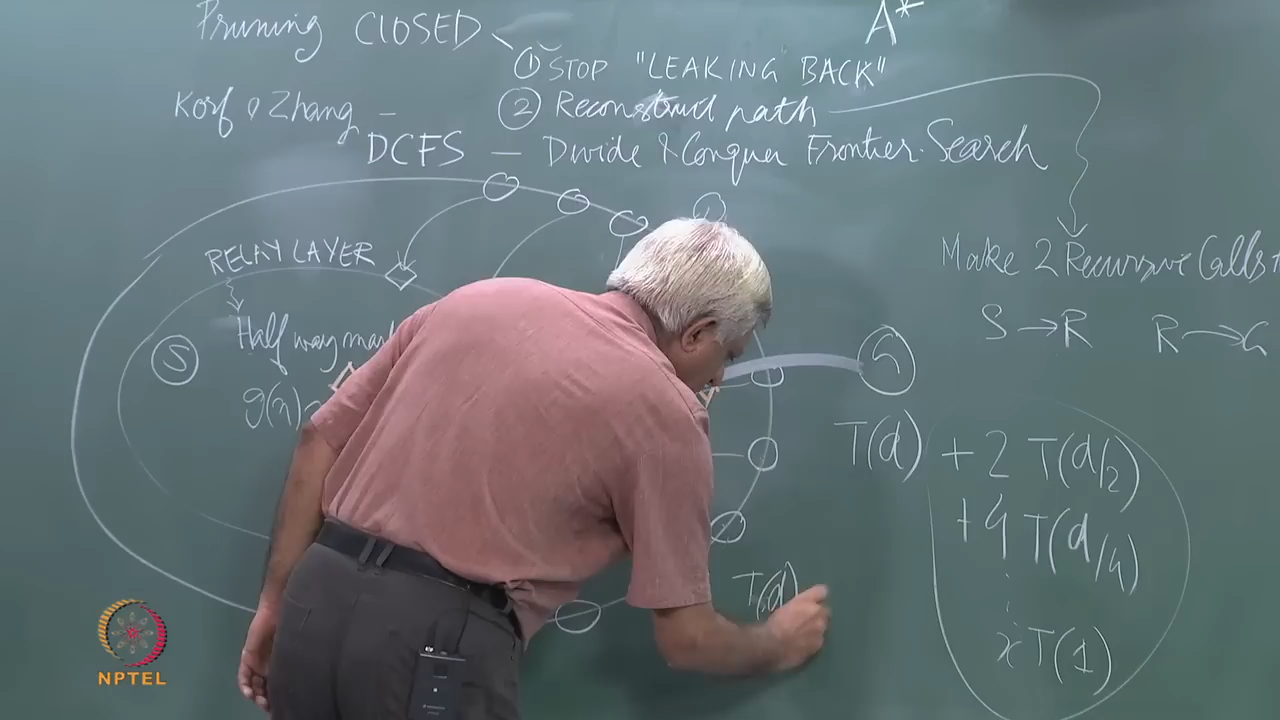 Pruning CLOSED
A*
① STOP "LEAKING BACK"
Korf & Zhang -
② Reconstruct path
DCFS - Divide & Conquer Frontier Search
RELAY LAYER
Make 2 Recursive Calls
Half way mar
S → R R → G
S
G
g(n)
T(d) + 2 T(d/2)
+ 4 T(d/4)
T(d)
T(1)
NPTEL